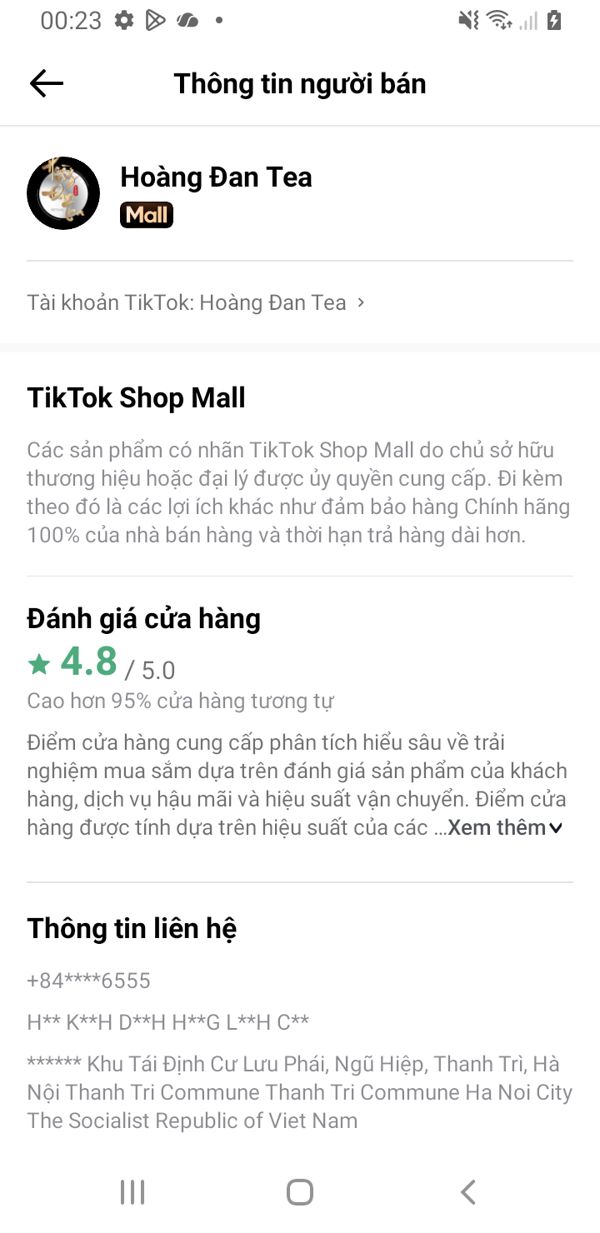 00:23
Thông tin người bán
Hoàng Đan Tea
Mall
Tài khoản TikTok: Hoàng Đan Tea
TikTok Shop Mall
Các sản phẩm có nhãn TikTok Shop Mall do chủ sở hữu
thương hiệu hoặc đại lý được ủy quyền cung cấp. Đi kèm
theo đó là các lợi ích khác như đảm bảo hàng Chính hãng
100% của nhà bán hàng và thời hạn trả hàng dài hơn.
Đánh giá cửa hàng
4.8 / 5.0
Cao hơn 95% cửa hàng tương tự
Điểm cửa hàng cung cấp phân tích hiểu sâu về trải
nghiệm mua sắm dựa trên đánh giá sản phẩm của khách
hàng, dịch vụ hậu mãi và hiệu suất vận chuyển. Điểm cửa
hàng được tính dựa trên hiệu suất của các ...Xem thêm
Thông tin liên hệ
+84****6555
H** K**H D**H H**G L**H C**
****** Khu Tái Định Cư Lưu Phái, Ngũ Hiệp, Thanh Trì, Hà
Nội Thanh Tri Commune Thanh Tri Commune Ha Noi City
The Socialist Republic of Viet Nam